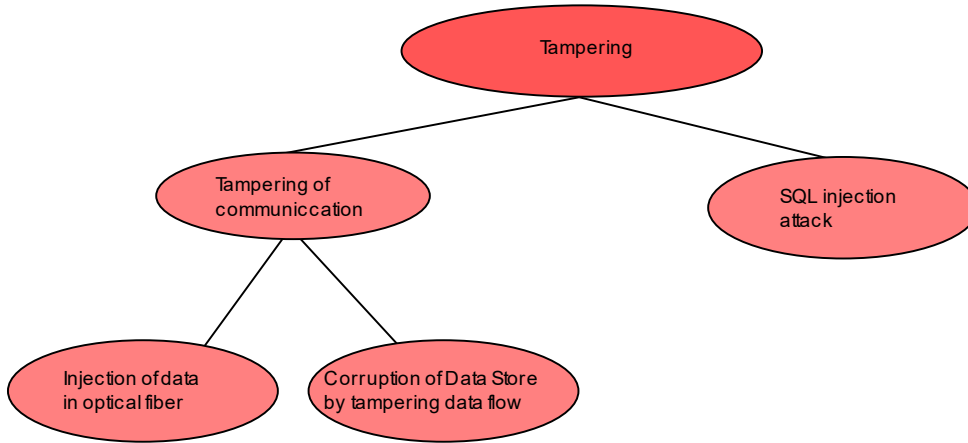 Tampering
Tampering of
communiccation
SQL injection
attack
Injection of data
in optical fiber
Corruption of Data Store
by tampering data flow